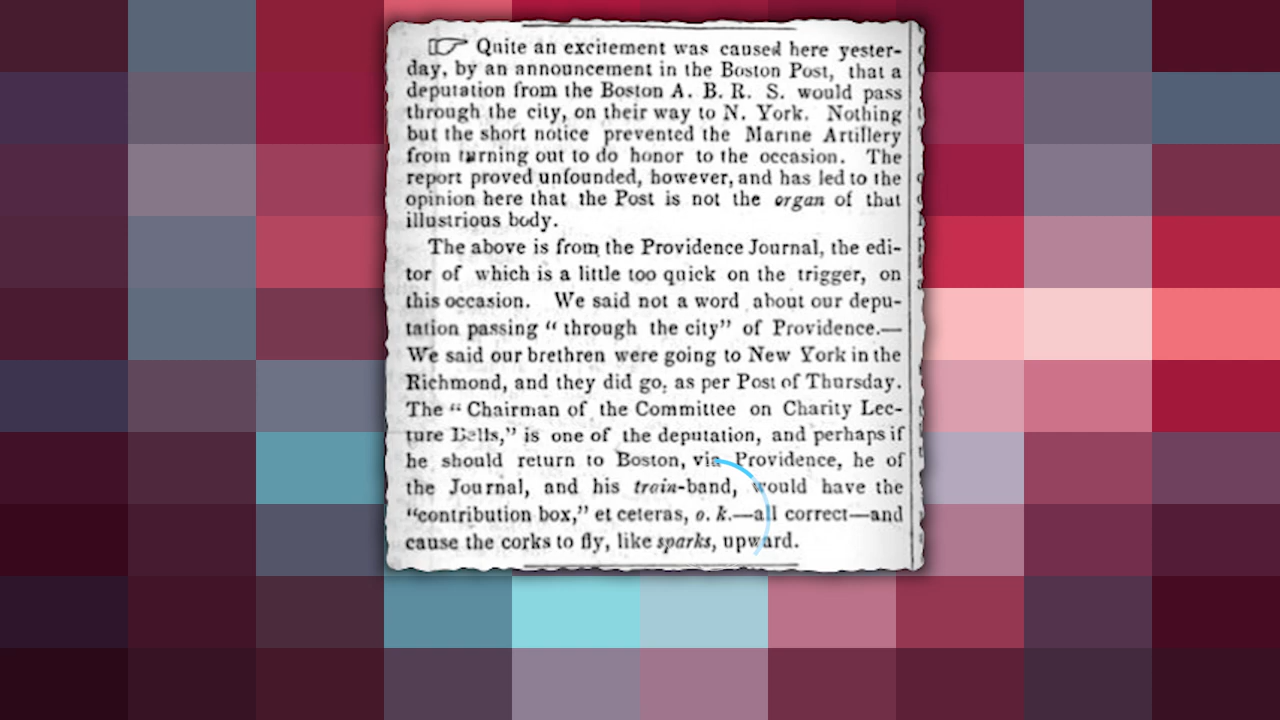 ☞ Quite an excitement was caused here yester-
day, by an announcement in the Boston Post, that a
deputation from the Boston A. B. R. S. would pass
through the city, on their way to N. York. Nothing
but the short notice prevented the Marine Artillery
from turning out to do honor to the occasion. The
report proved unfounded, however, and has led to the
opinion here that the Post is not the organ of that
illustrious body.
The above is from the Providence Journal, the edi-
tor of which is a little too quick on the trigger, on
this occasion. We said not a word about our depu-
tation passing “through the city” of Providence.—
We said our brethren were going to New York in the
Richmond, and they did go, as per Post of Thursday.
The “Chairman of the Committee on Charity Lec-
ture Bells,” is one of the deputation, and perhaps if
he should return to Boston, via Providence, he of
the Journal, and his train-band, would have the
“contribution box,” et ceteras, o. k.—all correct—and
cause the corks to fly, like sparks, upward.